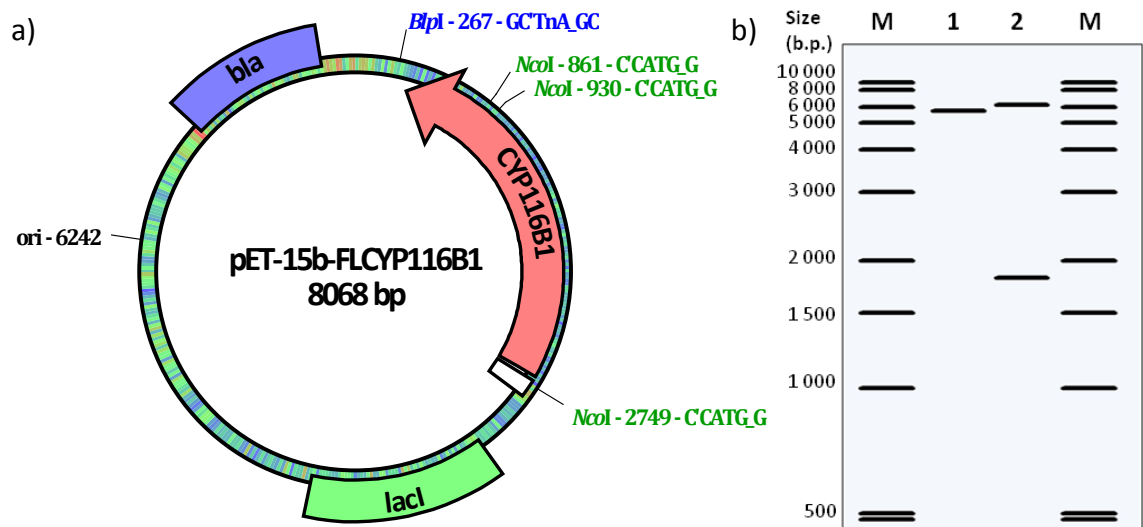 a)
BlpI - 267 - GC'TnA_GC
NcoI - 861 - C'CATG_G
NcoI - 930 - C'CATG_G
bla
CYP116B1
ori - 6242
pET-15b-FLCYP116B1
8068 bp
NcoI - 2749 - C'CATG_G
lacI
b)
Size M 1 2 M
(b.p.)
10 000
8 000
6 000
5 000
4 000
3 000
2 000
1 500
1 000
500